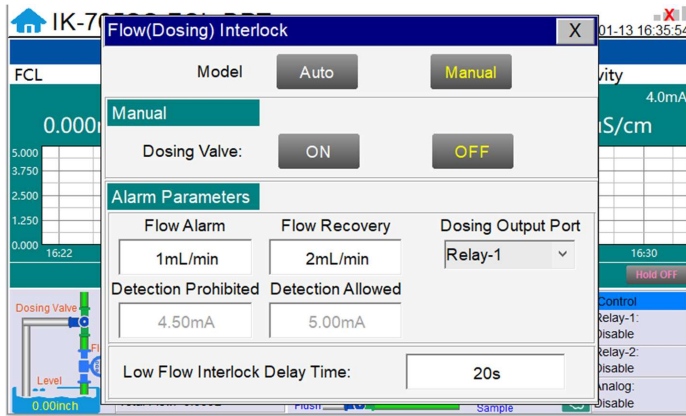 IK-7
Flow(Dosing) Interlock
X
01-13 16:35:54
FCL
Model
Auto
Manual
vity
4.0mA
0.000
Manual
S/cm
Dosing Valve:
ON
OFF
5.000
3.750
2.500
1.250
0.000
16:22
16:30
Alarm Parameters
Flow Alarm
Flow Recovery
Dosing Output Port
1mL/min
2mL/min
Relay-1
Hold OFF
Detection Prohibited
Detection Allowed
4.50mA
5.00mA
Dosing Valve
Control
Relay-1:
Disable
Relay-2:
Disable
Low Flow Interlock Delay Time:
20s
Level
0.00inch
Analog:
Disable
Flush
Sample